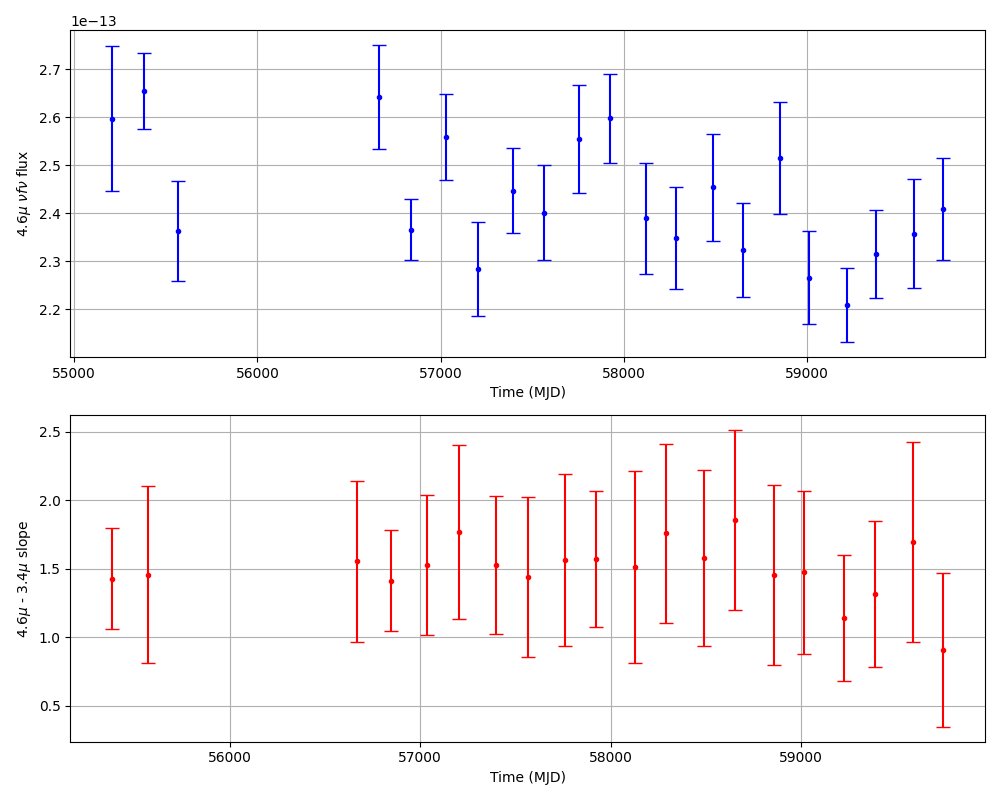 1e−13
2.7
2.6
2.5
2.4
2.3
2.2
4.6μ νfν flux
55000 56000 57000 58000 59000
Time (MJD)
2.5
2.0
1.5
1.0
0.5
4.6μ - 3.4μ slope
56000 57000 58000 59000
Time (MJD)